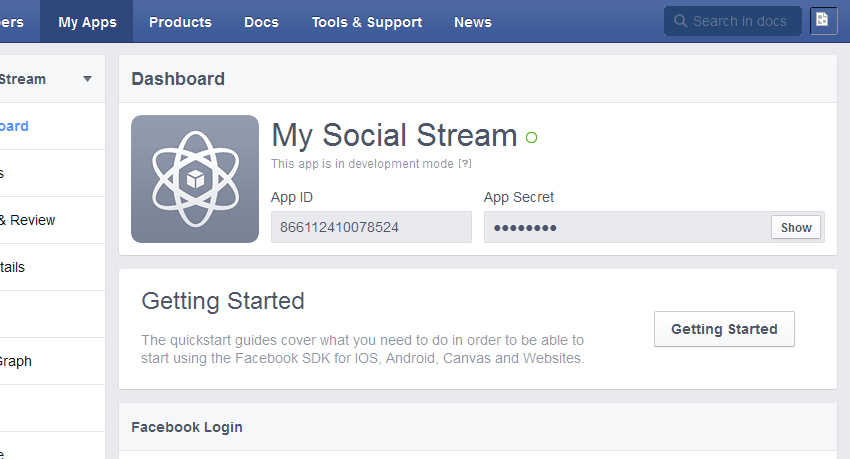 ers My Apps Products Docs Tools & Support News Search in docs
Stream
oard
s
& Review
tails
Graph
e
Dashboard
My Social Stream
This app is in development mode [?]
App ID
App Secret
866112410078524
●●●●●●●● Show
Getting Started
The quickstart guides cover what you need to do in order to be able to
start using the Facebook SDK for IOS, Android, Canvas and Websites.
Getting Started
Facebook Login